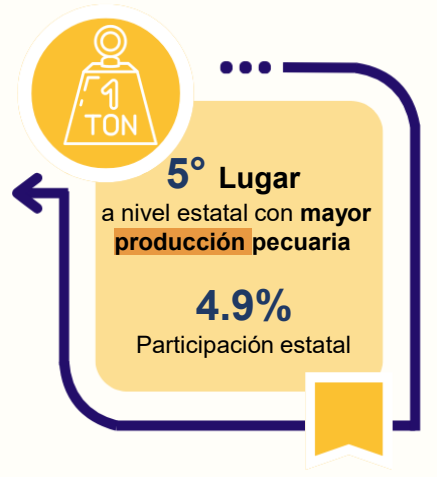 1
TON
5° Lugar
a nivel estatal con mayor
producción pecuaria
4.9%
Participación estatal